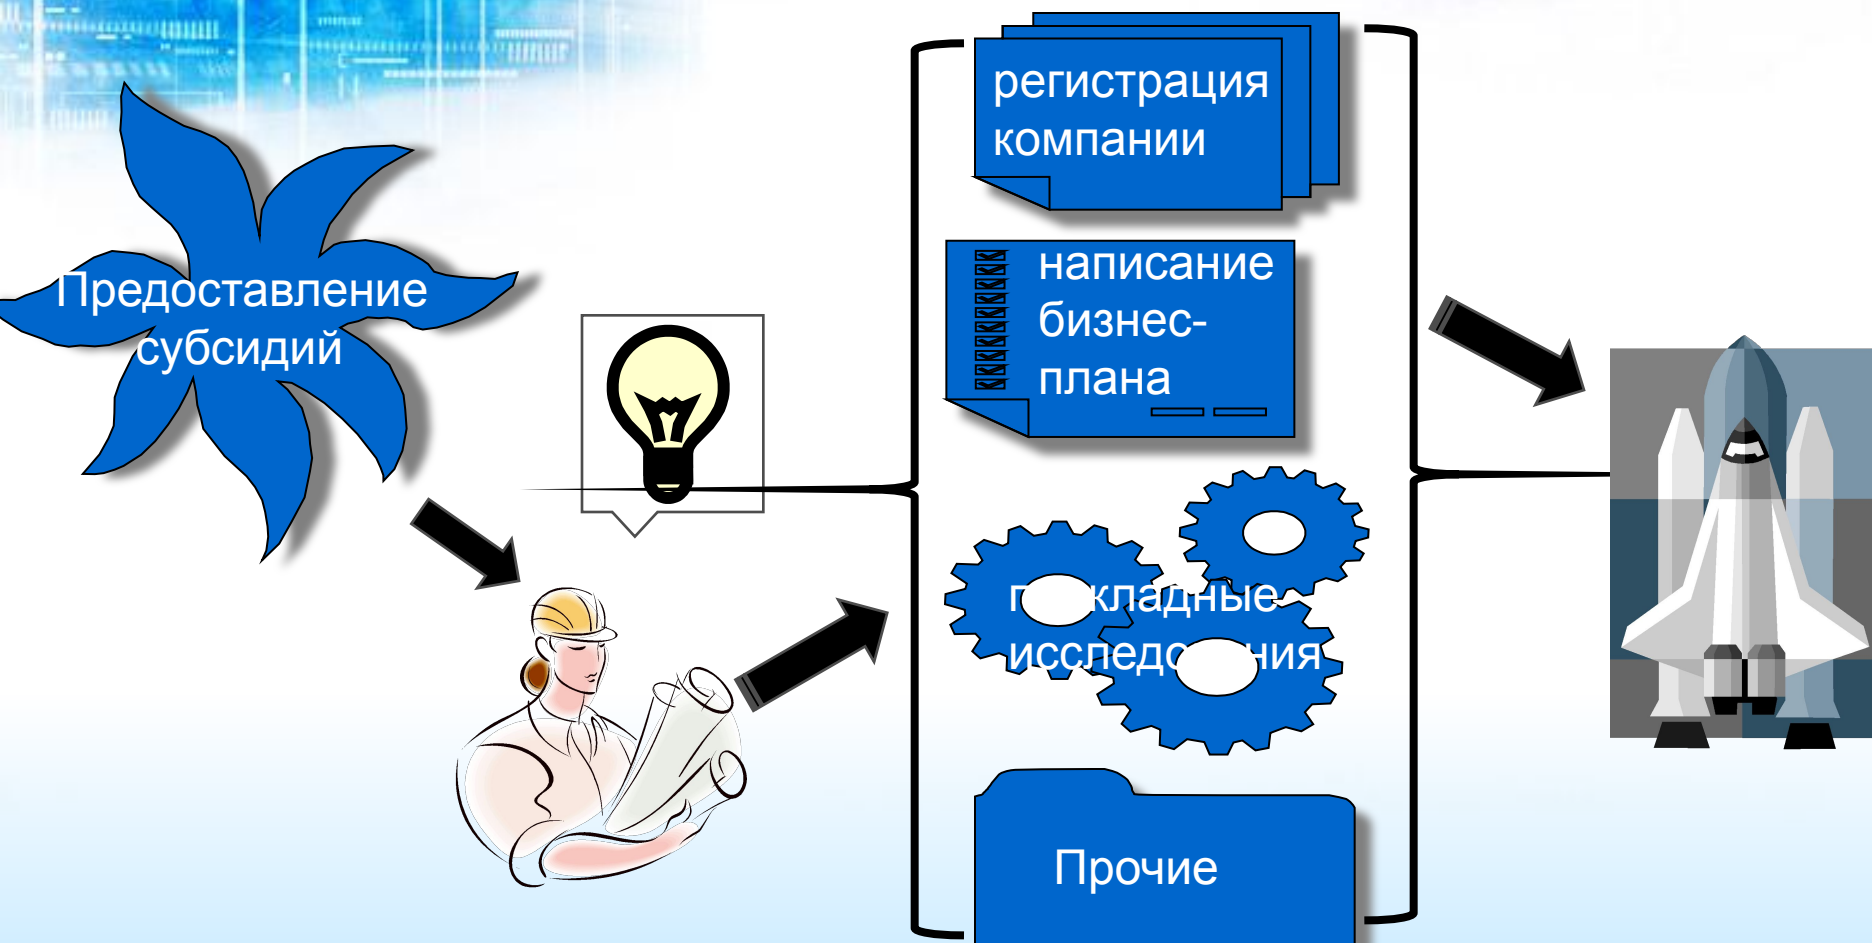 регистрация
компании
Предоставление
субсидий
написание
бизнес-
плана
Прочие